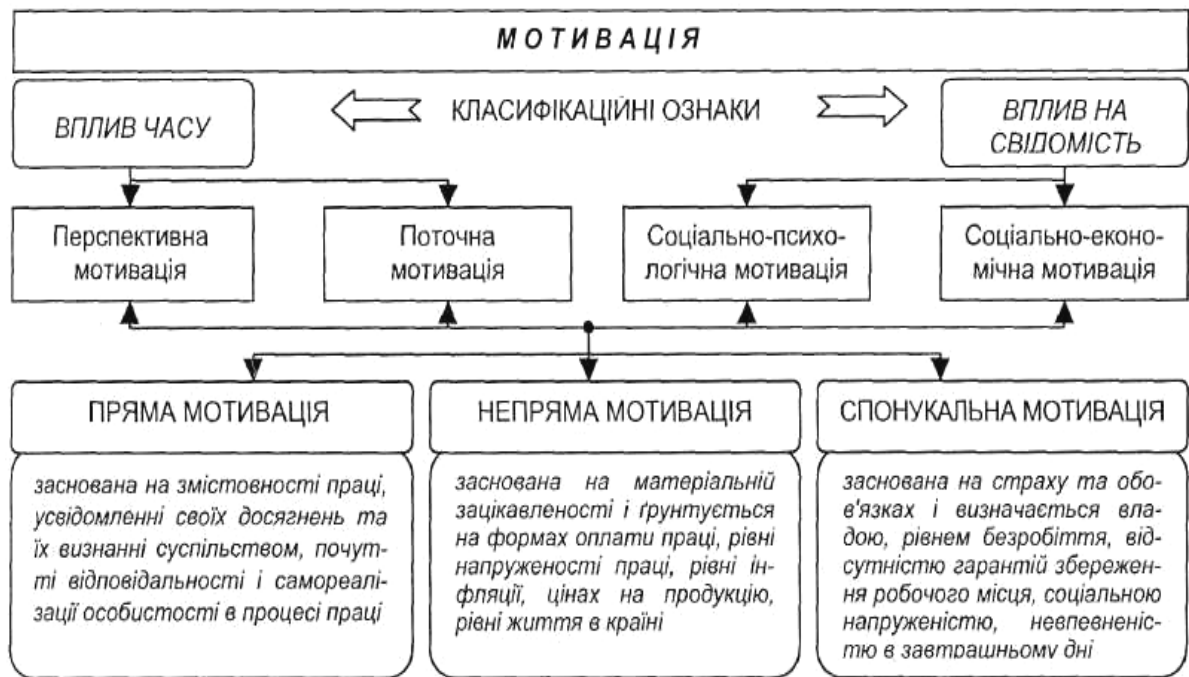 МОТИВАЦІЯ
КЛАСИФІКАЦІЙНІ ОЗНАКИ
ВПЛИВ ЧАСУ
ВПЛИВ НА
СВІДОМІСТЬ
Перспективна
мотивація
Поточна
мотивація
Соціально-психо-
логічна мотивація
Соціально-еконо-
мічна мотивація
ПРЯМА МОТИВАЦІЯ
заснована на змістовності праці,
усвідомленні своїх досягнень та
їх визнанні суспільством, почут-
ті відповідальності і самореалі-
зації особистості в процесі праці
НЕПРЯМА МОТИВАЦІЯ
заснована на матеріальній
зацікавленості і ґрунтується
на формах оплати праці, рівні
напруженості праці, рівні ін-
фляції, цінах на продукцію,
рівні життя в країні
СПОНУКАЛЬНА МОТИВАЦІЯ
заснована на страху та обо-
в'язках і визначається вла-
дою, рівнем безробіття, від-
сутністю гарантій збережен-
ня робочого місця, соціальною
напруженістю, невпевненіс-
тю в завтрашньому дні